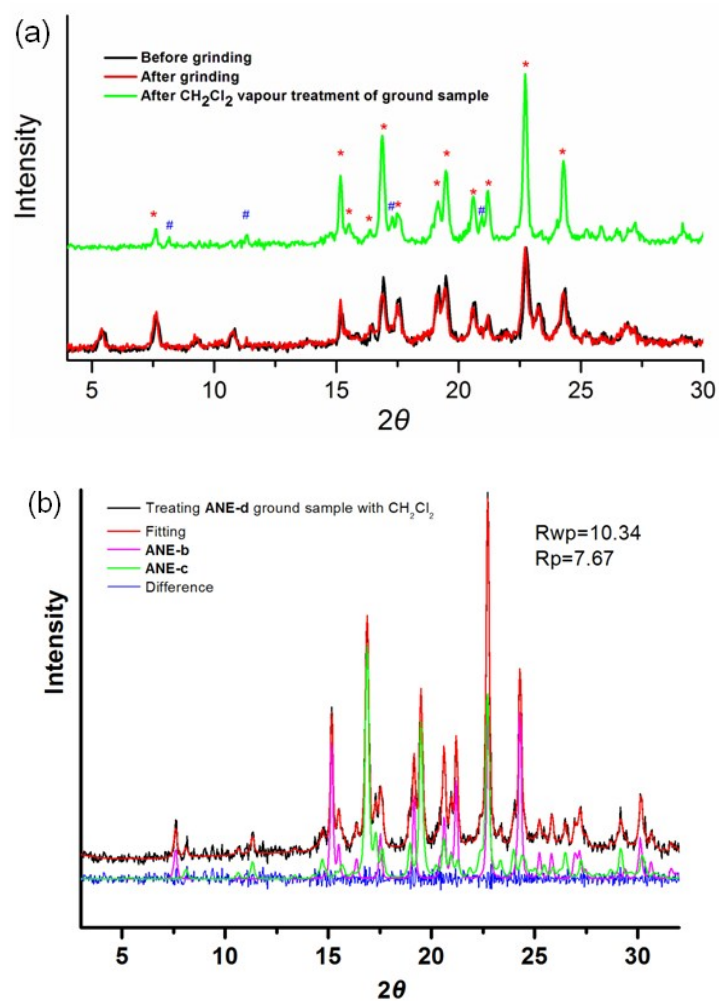 (a)
Before grinding
After grinding
After CH₂Cl₂ vapour treatment of ground sample
Intensity
* # # * * * * # * * * * # * * *
5 10 15 20 25 30
2θ
(b)
Treating ANE-d ground sample with CH₂Cl₂
Fitting
ANE-b
ANE-c
Difference
Rwp=10.34
Rp=7.67
Intensity
5 10 15 20 25 30
2θ